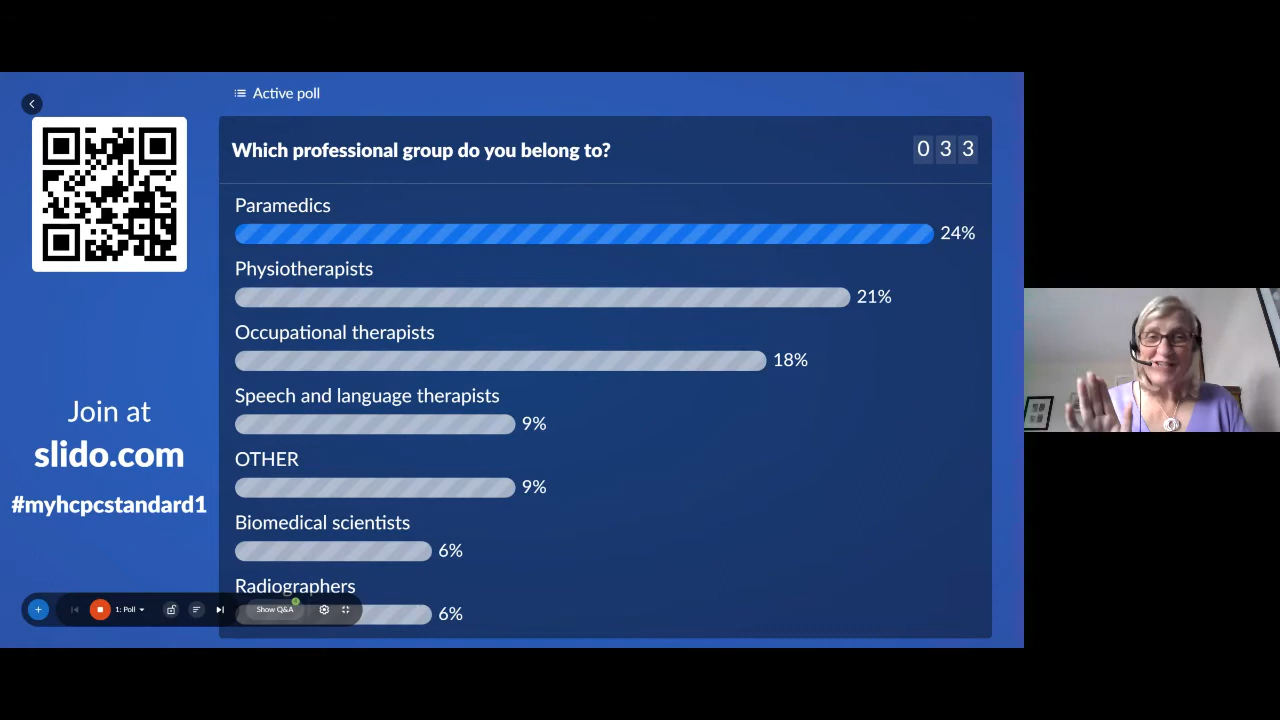 Active poll
Which professional group do you belong to?
0 3 3
Paramedics
24%
Physiotherapists
21%
Occupational therapists
18%
Speech and language therapists
9%
OTHER
9%
Biomedical scientists
6%
Radiographers
6%
Join at
slido.com
#myhcpcstandard1
1: Poll
Show Q&A